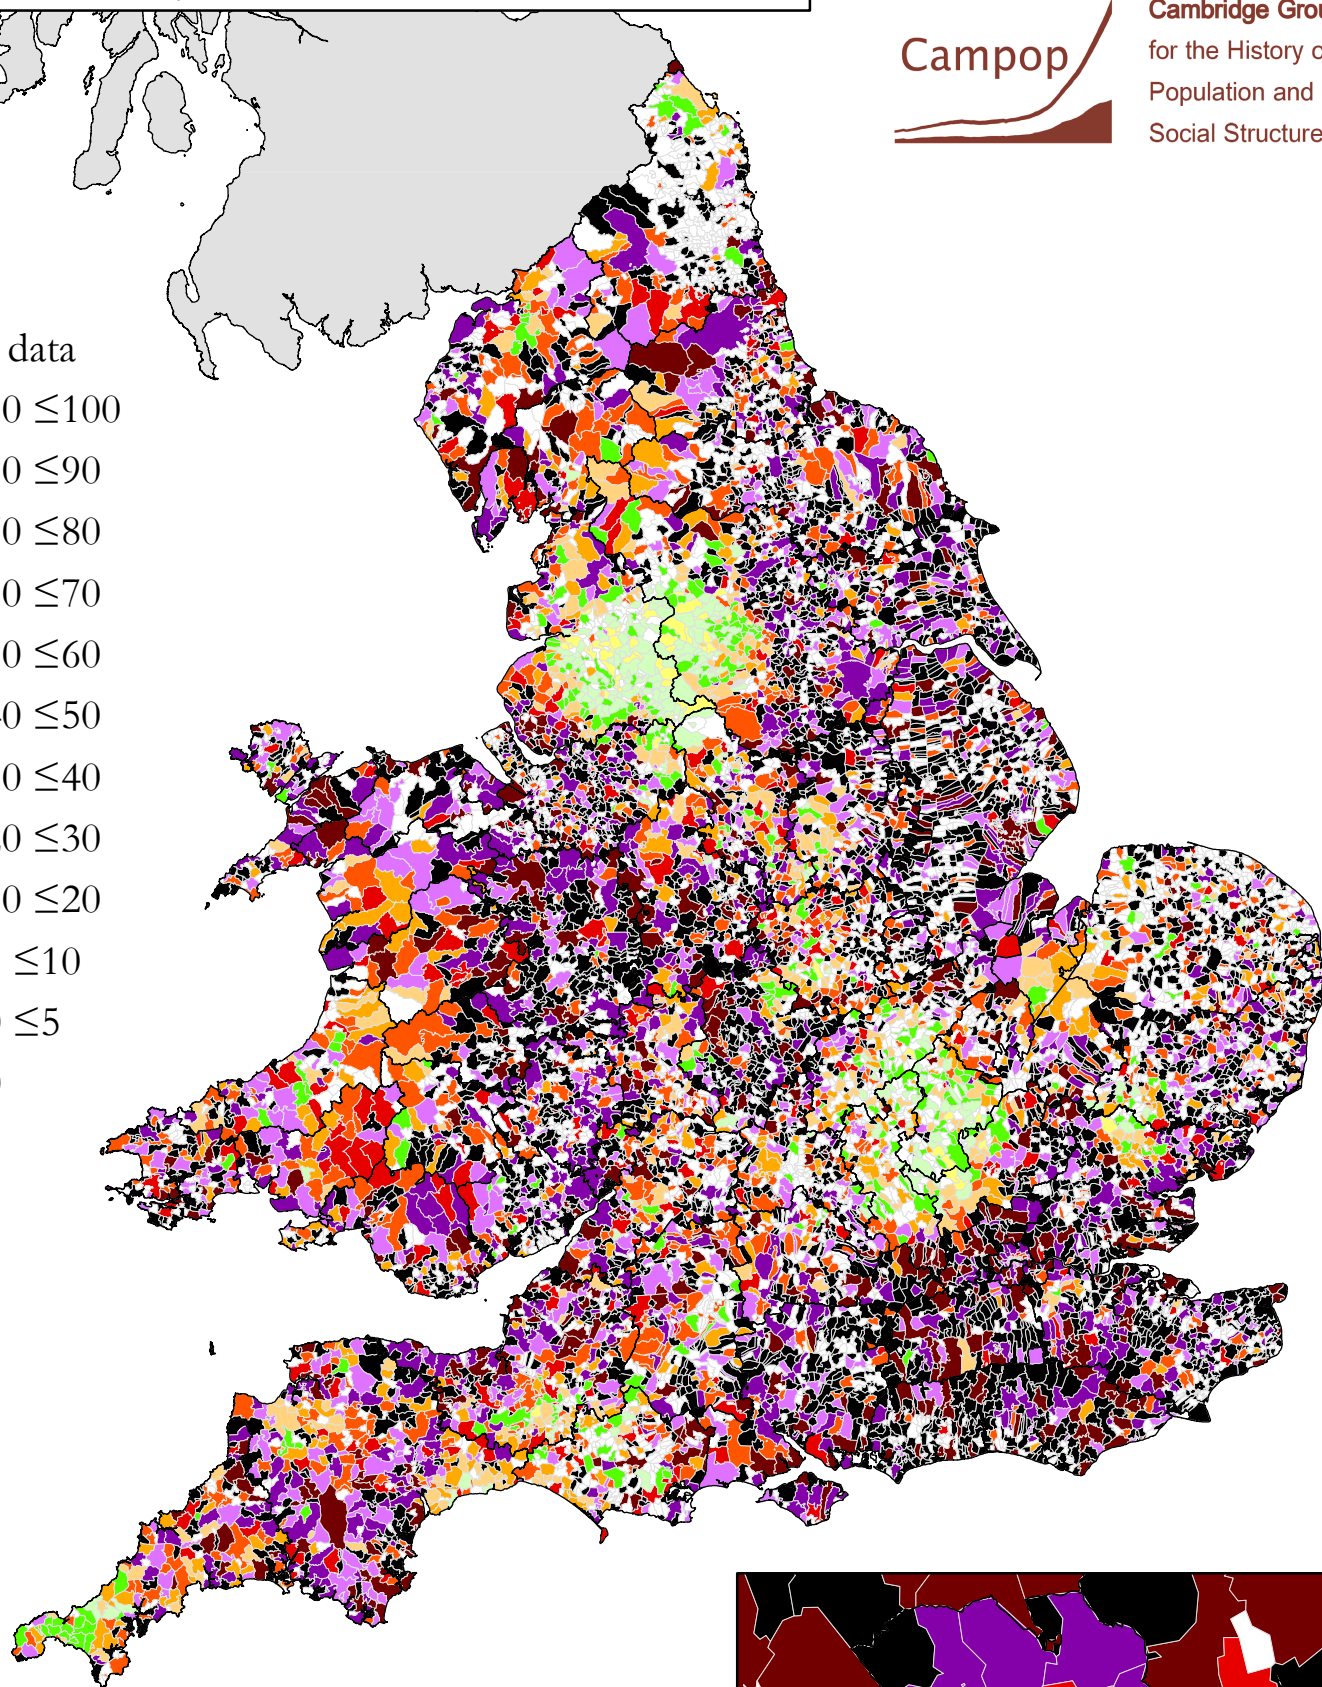 Cambridge Grou
Campop
for the History o
Population and
Social Structure
data
0 ≤100
0 ≤90
0 ≤80
0 ≤70
0 ≤60
0 ≤50
0 ≤40
0 ≤30
0 ≤20
≤10
≤5